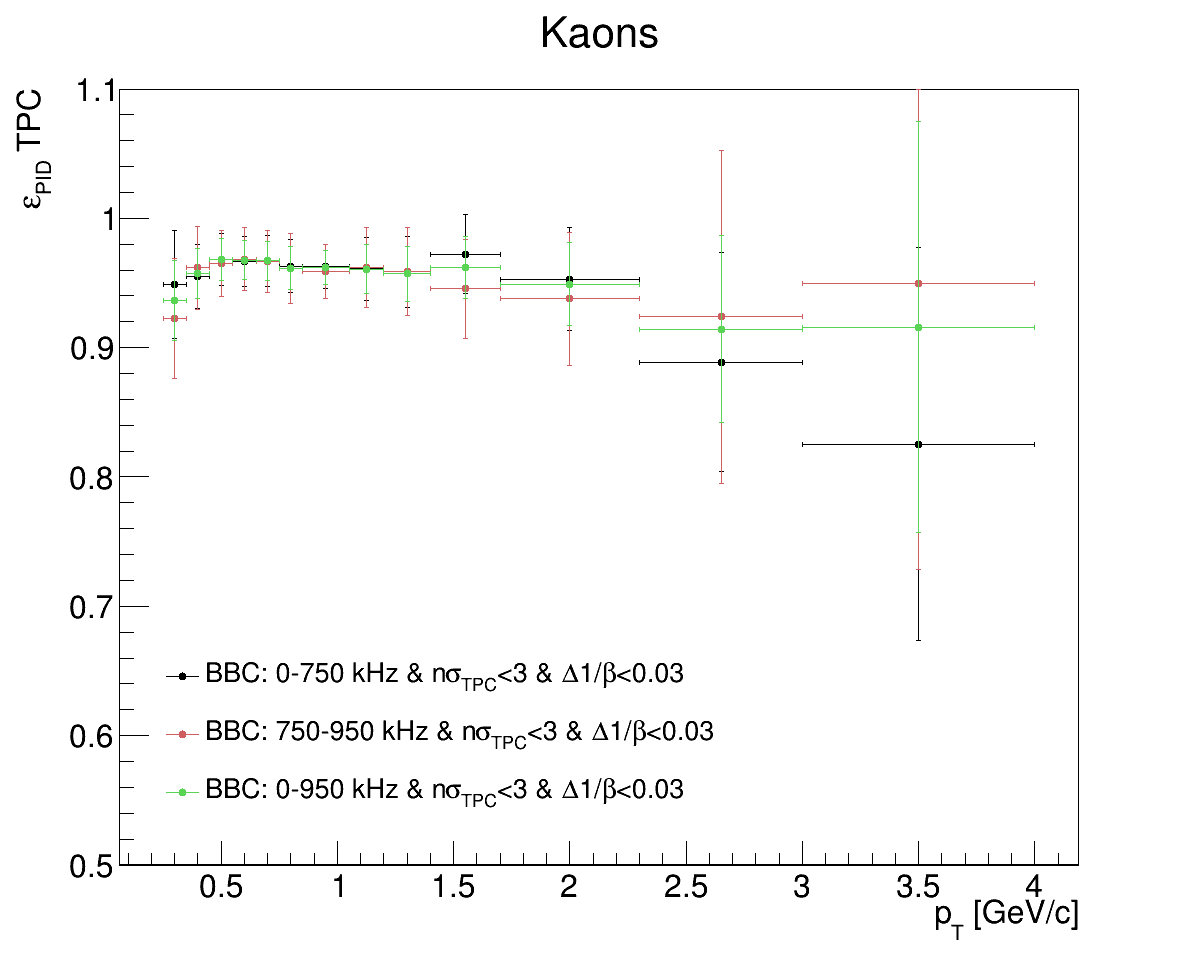 Kaons
ε_PID TPC
1.1
1
0.9
0.8
0.7
0.6
0.5
BBC: 0-750 kHz & nσ_TPC<3 & Δ1/β<0.03
BBC: 750-950 kHz & nσ_TPC<3 & Δ1/β<0.03
BBC: 0-950 kHz & nσ_TPC<3 & Δ1/β<0.03
0.5 1 1.5 2 2.5 3 3.5 4
p_T [GeV/c]